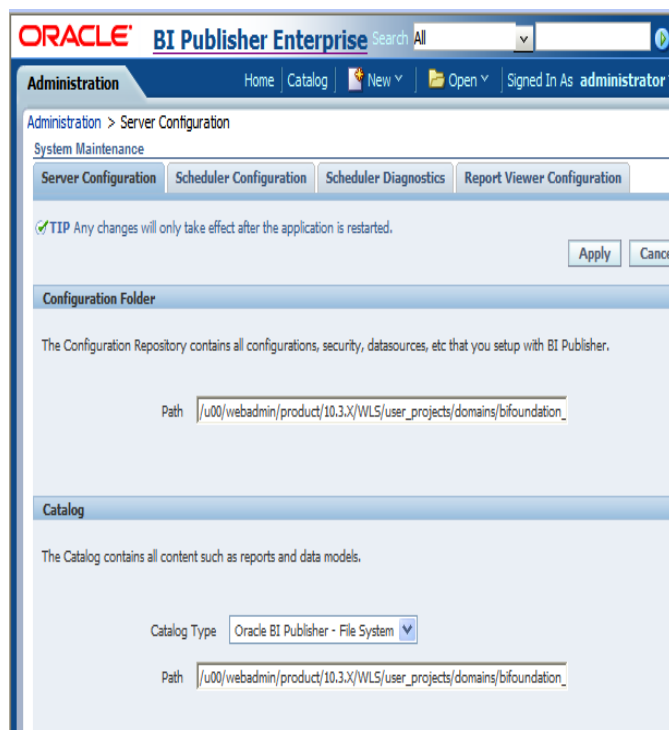 ORACLE BI Publisher Enterprise Search All
Administration Home Catalog New Open Signed In As administrator
Administration > Server Configuration
System Maintenance
Server Configuration Scheduler Configuration Scheduler Diagnostics Report Viewer Configuration
TIP Any changes will only take effect after the application is restarted.
Apply Cance
Configuration Folder
The Configuration Repository contains all configurations, security, datasources, etc that you setup with BI Publisher.
Path /u00/webadmin/product/10.3.X/WLS/user_projects/domains/bifoundation_
Catalog
The Catalog contains all content such as reports and data models.
Catalog Type Oracle BI Publisher - File System
Path /u00/webadmin/product/10.3.X/WLS/user_projects/domains/bifoundation_